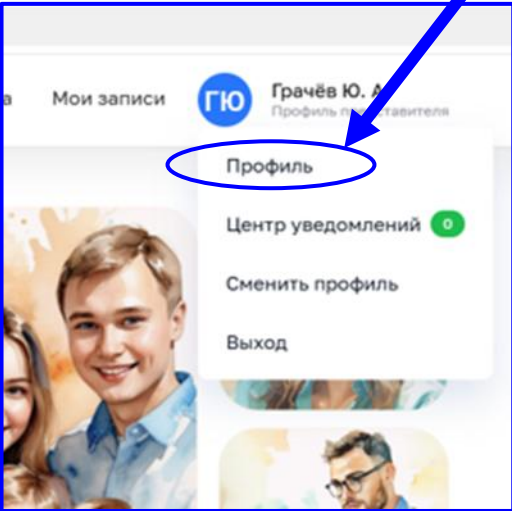 а Мои записи ГЮ Грачёв Ю. А
Профиль представителя
Профиль
Центр уведомлений 0
Сменить профиль
Выход